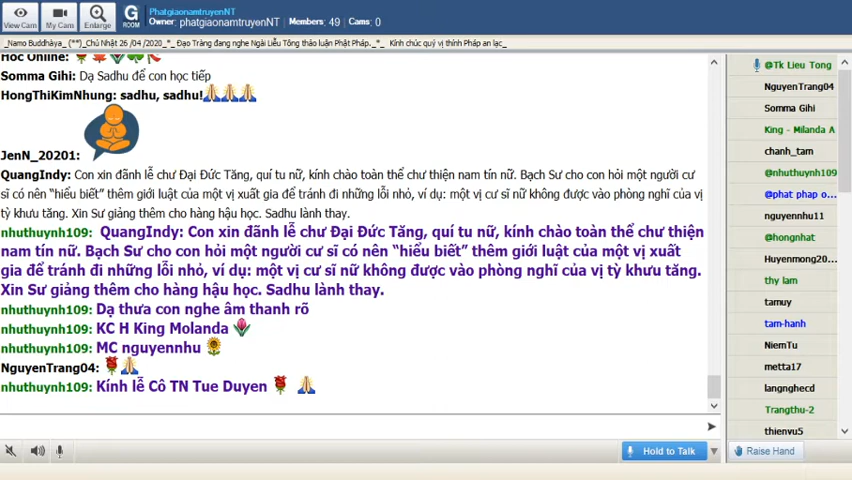 View Cam
My Cam
Enlarge
G
ROOM
PhatgiaonamtruyenNT
Owner: phatgiaonamtruyenNT Members: 49 Cams: 0
_Namo Buddhàya_ (**)_Chủ Nhật 26 /04 /2020_*_ Đạo Tràng đang nghe Ngài Liễu Tông thảo luận Phật Pháp._*_ Kính chúc quý vị thính Pháp an lạc_
Hoc Online:
Somma Gihi: Dạ Sadhu để con học tiếp
HongThiKimNhung: sadhu, sadhu!
JenN_20201:
QuangIndy: Con xin đãnh lễ chư Đại Đức Tăng, quí tu nữ, kính chào toàn thể chư thiện nam tín nữ. Bạch Sư cho con hỏi một người cư
sĩ có nên “hiểu biết” thêm giới luật của một vị xuất gia để tránh đi những lỗi nhỏ, ví dụ: một vị cư sĩ nữ không được vào phòng nghĩ của vị
tỳ khưu tăng. Xin Sư giảng thêm cho hàng hậu học. Sadhu lành thay.
nhuthuynh109: QuangIndy: Con xin đãnh lễ chư Đại Đức Tăng, quí tu nữ, kính chào toàn thể chư thiện
nam tín nữ. Bạch Sư cho con hỏi một người cư sĩ có nên “hiểu biết” thêm giới luật của một vị xuất
gia để tránh đi những lỗi nhỏ, ví dụ: một vị cư sĩ nữ không được vào phòng nghĩ của vị tỳ khưu tăng.
Xin Sư giảng thêm cho hàng hậu học. Sadhu lành thay.
nhuthuynh109: Dạ thưa con nghe âm thanh rõ
nhuthuynh109: KC H King Molanda
nhuthuynh109: MC nguyennhu
NguyenTrang04:
nhuthuynh109: Kính lễ Cô TN Tue Duyen
@Tk Lieu Tong
NguyenTrang04
Somma Gihi
King - Milanda A
chanh_tam
@nhuthuynh109
@phat phap o...
nguyennhu11
@hongnhat
Huyenmong20...
thy lam
tamuy
tam-hanh
NiemTu
metta17
langnghecd
Trangthu-2
thienvu5
Hold to Talk
Raise Hand